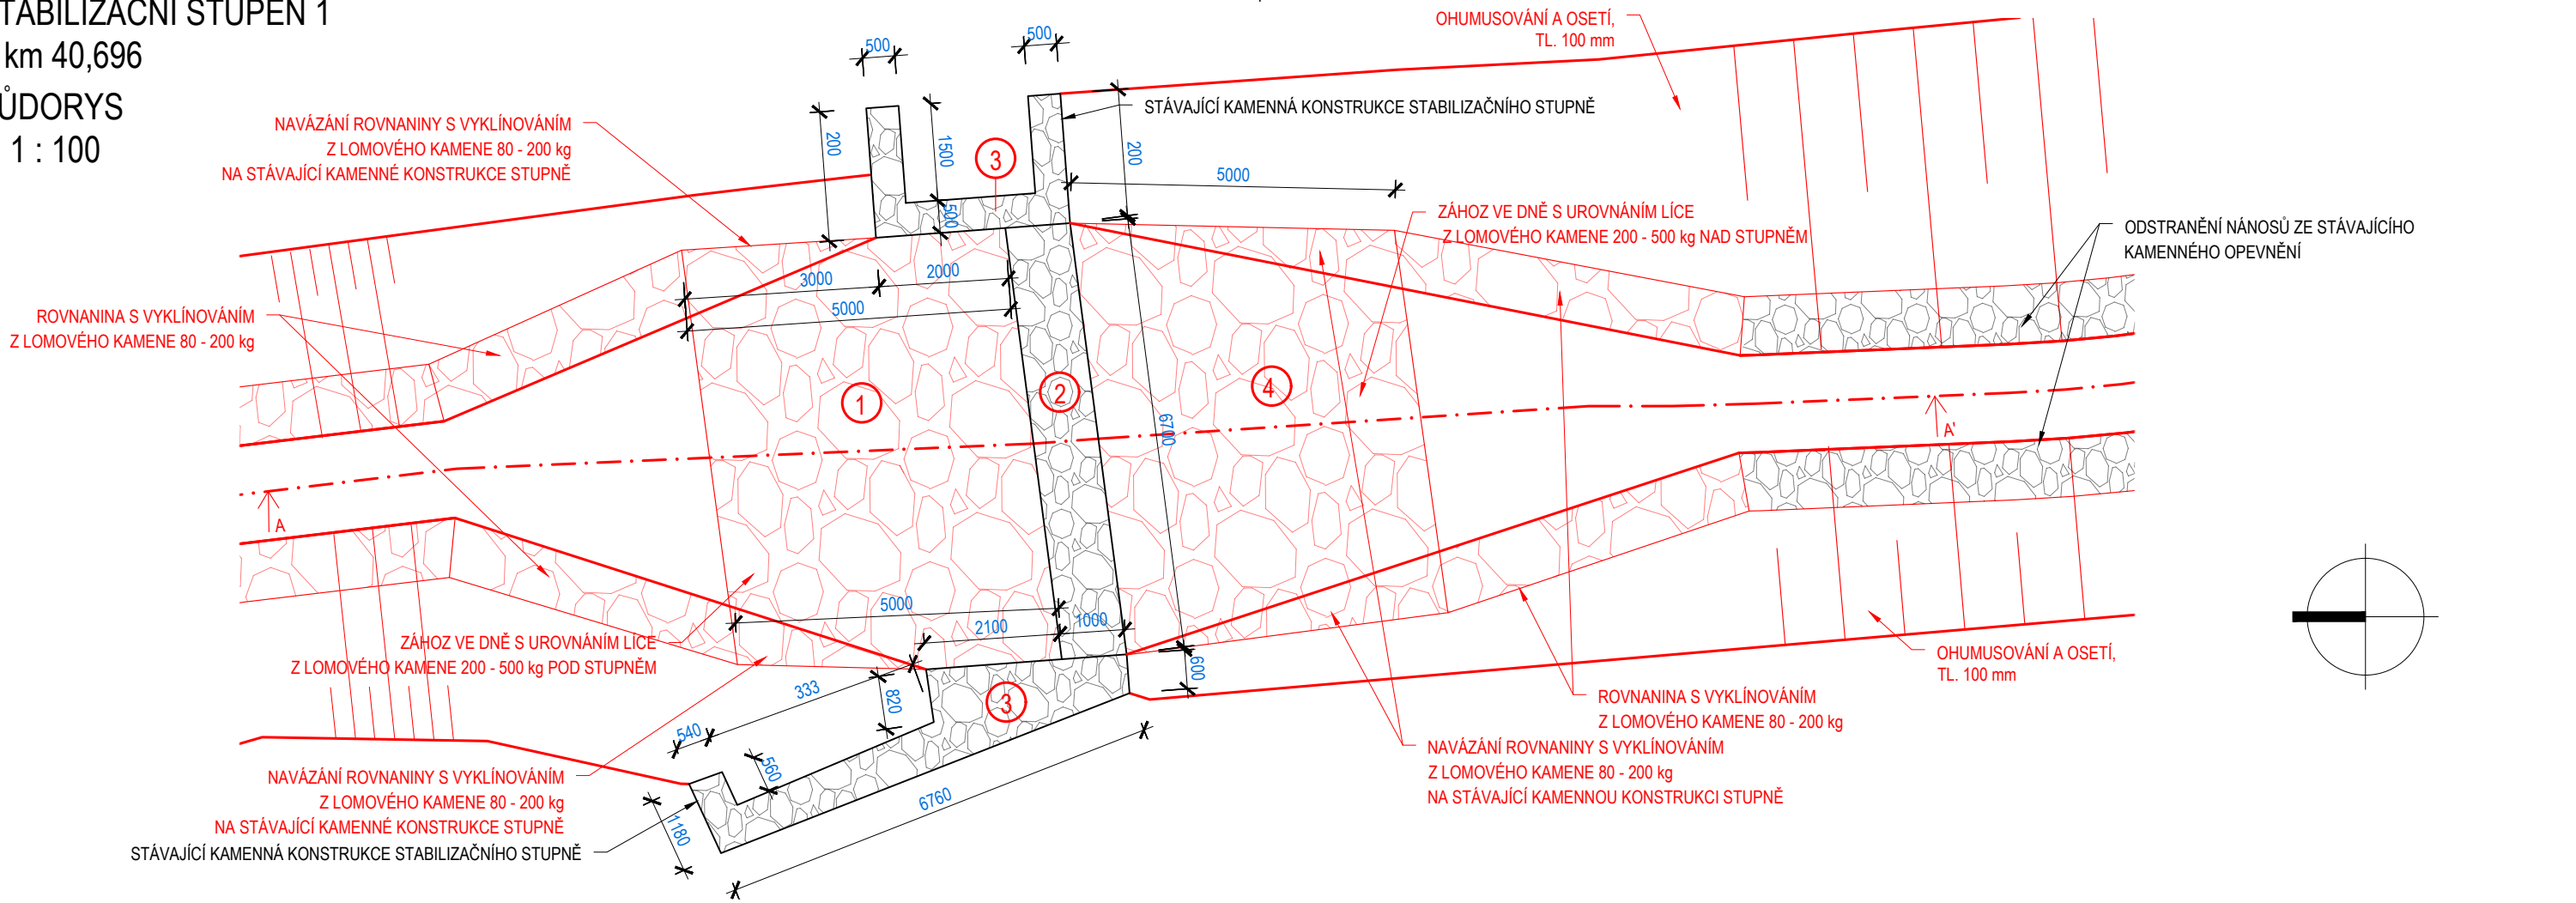 TABILIZAČNÍ STUPEŇ 1
km 40,696
ŮDORYS
1 : 100
NAVÁZÁNÍ ROVNANINY S VYKLÍNOVÁNÍM
Z LOMOVÉHO KAMENE 80 - 200 kg
NA STÁVAJÍCÍ KAMENNÉ KONSTRUKCE STUPNĚ
500
500
200
1500
500
3
STÁVAJÍCÍ KAMENNÁ KONSTRUKCE STABILIZAČNÍHO STUPNĚ
200
5000
OHUMUSOVÁNÍ A OSETÍ,
TL. 100 mm
ZÁHOZ VE DNĚ S UROVNÁNÍM LÍCE
Z LOMOVÉHO KAMENE 200 - 500 kg NAD STUPNĚM
ODSTRANĚNÍ NÁNOSŮ ZE STÁVAJÍCÍHO
KAMENNÉHO OPEVNĚNÍ
ROVNANINA S VYKLÍNOVÁNÍM
Z LOMOVÉHO KAMENE 80 - 200 kg
3000
2000
5000
1
2
4
6700
A
A'
5000
2100
1000
600
ZÁHOZ VE DNĚ S UROVNÁNÍM LÍCE
Z LOMOVÉHO KAMENE 200 - 500 kg POD STUPNĚM
333
820
3
540
560
1180
6760
OHUMUSOVÁNÍ A OSETÍ,
TL. 100 mm
ROVNANINA S VYKLÍNOVÁNÍM
Z LOMOVÉHO KAMENE 80 - 200 kg
NAVÁZÁNÍ ROVNANINY S VYKLÍNOVÁNÍM
Z LOMOVÉHO KAMENE 80 - 200 kg
NA STÁVAJÍCÍ KAMENNOU KONSTRUKCI STUPNĚ
NAVÁZÁNÍ ROVNANINY S VYKLÍNOVÁNÍM
Z LOMOVÉHO KAMENE 80 - 200 kg
NA STÁVAJÍCÍ KAMENNÉ KONSTRUKCE STUPNĚ
STÁVAJÍCÍ KAMENNÁ KONSTRUKCE STABILIZAČNÍHO STUPNĚ